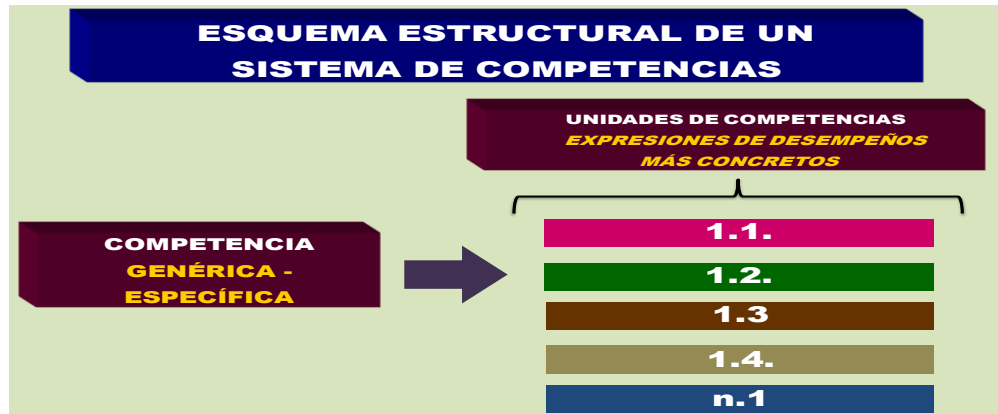 ESQUEMA ESTRUCTURAL DE UN
SISTEMA DE COMPETENCIAS
UNIDADES DE COMPETENCIAS
EXPRESIONES DE DESEMPEÑOS
MÁS CONCRETOS
COMPETENCIA
GENÉRICA -
ESPECÍFICA
1.1.
1.2.
1.3
1.4.
n.1